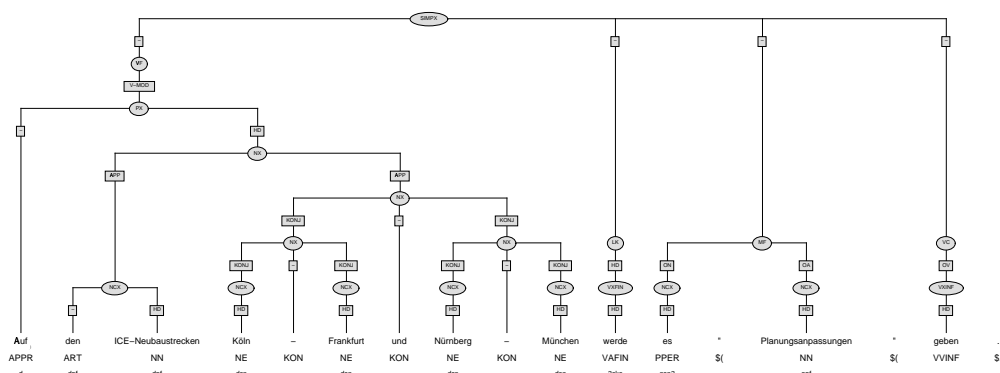 SIMPX
– – – –
VF
V–MOD
PX
– HD
NX
APP APP
NX
KONJ – KONJ
NX NX LK MF VC
KONJ – KONJ KONJ – KONJ HD ON OA OV
NCX NCX NCX NCX NCX VXFIN NCX NCX VXINF
– HD HD HD HD HD HD HD HD
Auf den ICE–Neubaustrecken Köln – Frankfurt und Nürnberg – München werde es " Planungsanpassungen " geben .
APPR ART NN NE KON NE KON NE KON NE VAFIN PPER $( NN $( VVINF $